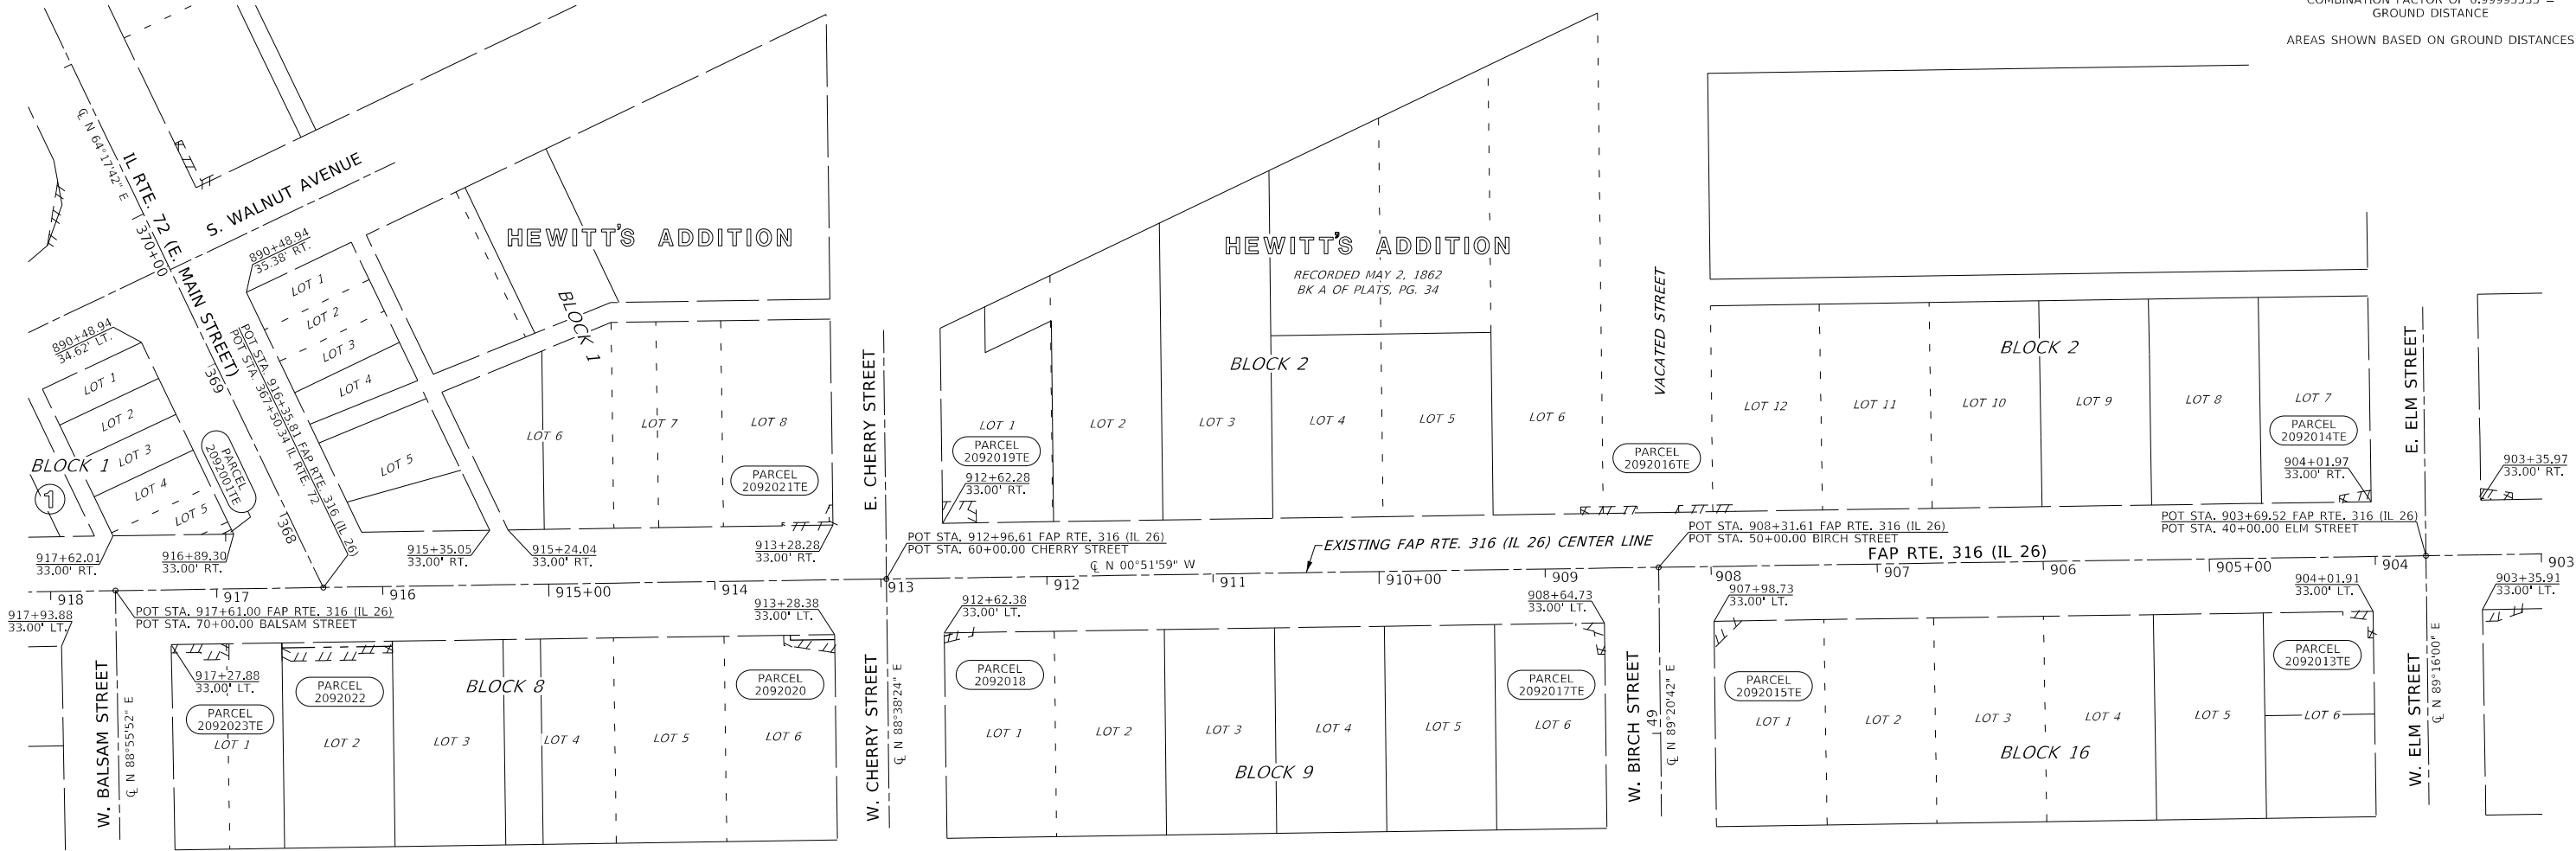 COMBINATION FACTOR OF 0.99995335 =
GROUND DISTANCE
AREAS SHOWN BASED ON GROUND DISTANCES
℄ N 64°17'42" E
IL RTE. 72 (E. MAIN STREET)
370+00
369
368
S. WALNUT AVENUE
890+48.94
35.38' RT.
890+48.94
34.62' LT.
POT STA. 916+35.81 FAP RTE. 316 (IL 26)
POT STA. 367+50.34 IL RTE. 72
LOT 1
LOT 2
LOT 3
LOT 4
LOT 5
LOT 1
LOT 2
LOT 3
LOT 4
LOT 5
BLOCK 1
1
PARCEL
2092001TE
HEWITT'S ADDITION
BLOCK 1
LOT 6
LOT 7
LOT 8
PARCEL
2092021TE
E. CHERRY STREET
HEWITT'S ADDITION
RECORDED MAY 2, 1862
BK A OF PLATS, PG. 34
BLOCK 2
LOT 1
LOT 2
LOT 3
LOT 4
LOT 5
LOT 6
PARCEL
2092019TE
912+62.28
33.00' RT.
VACATED STREET
PARCEL
2092016TE
BLOCK 2
LOT 12
LOT 11
LOT 10
LOT 9
LOT 8
LOT 7
PARCEL
2092014TE
904+01.97
33.00' RT.
E. ELM STREET
903+35.97
33.00' RT.
917+62.01
33.00' RT.
916+89.30
33.00' RT.
915+35.05
33.00' RT.
915+24.04
33.00' RT.
913+28.28
33.00' RT.
POT STA. 912+96.61 FAP RTE. 316 (IL 26)
POT STA. 60+00.00 CHERRY STREET
℄ N 00°51'59" W
EXISTING FAP RTE. 316 (IL 26) CENTER LINE
POT STA. 908+31.61 FAP RTE. 316 (IL 26)
POT STA. 50+00.00 BIRCH STREET
FAP RTE. 316 (IL 26)
POT STA. 903+69.52 FAP RTE. 316 (IL 26)
POT STA. 40+00.00 ELM STREET
918
917
916
915+00
914
913
912
911
910+00
909
908
907
906
905+00
904
903
917+93.88
33.00' LT.
POT STA. 917+61.00 FAP RTE. 316 (IL 26)
POT STA. 70+00.00 BALSAM STREET
913+28.38
33.00' LT.
912+62.38
33.00' LT.
908+64.73
33.00' LT.
907+98.73
33.00' LT.
904+01.91
33.00' LT.
903+35.91
33.00' LT.
W. BALSAM STREET
℄ N 88°55'52" E
917+27.88
33.00' LT.
PARCEL
2092023TE
PARCEL
2092022
BLOCK 8
PARCEL
2092020
LOT 1
LOT 2
LOT 3
LOT 4
LOT 5
LOT 6
W. CHERRY STREET
℄ N 88°38'24" E
PARCEL
2092018
PARCEL
2092017TE
LOT 1
LOT 2
LOT 3
LOT 4
LOT 5
LOT 6
BLOCK 9
W. BIRCH STREET
49
℄ N 89°20'42" E
PARCEL
2092015TE
PARCEL
2092013TE
LOT 1
LOT 2
LOT 3
LOT 4
LOT 5
LOT 6
BLOCK 16
W. ELM STREET
℄ N 89°16'00" E